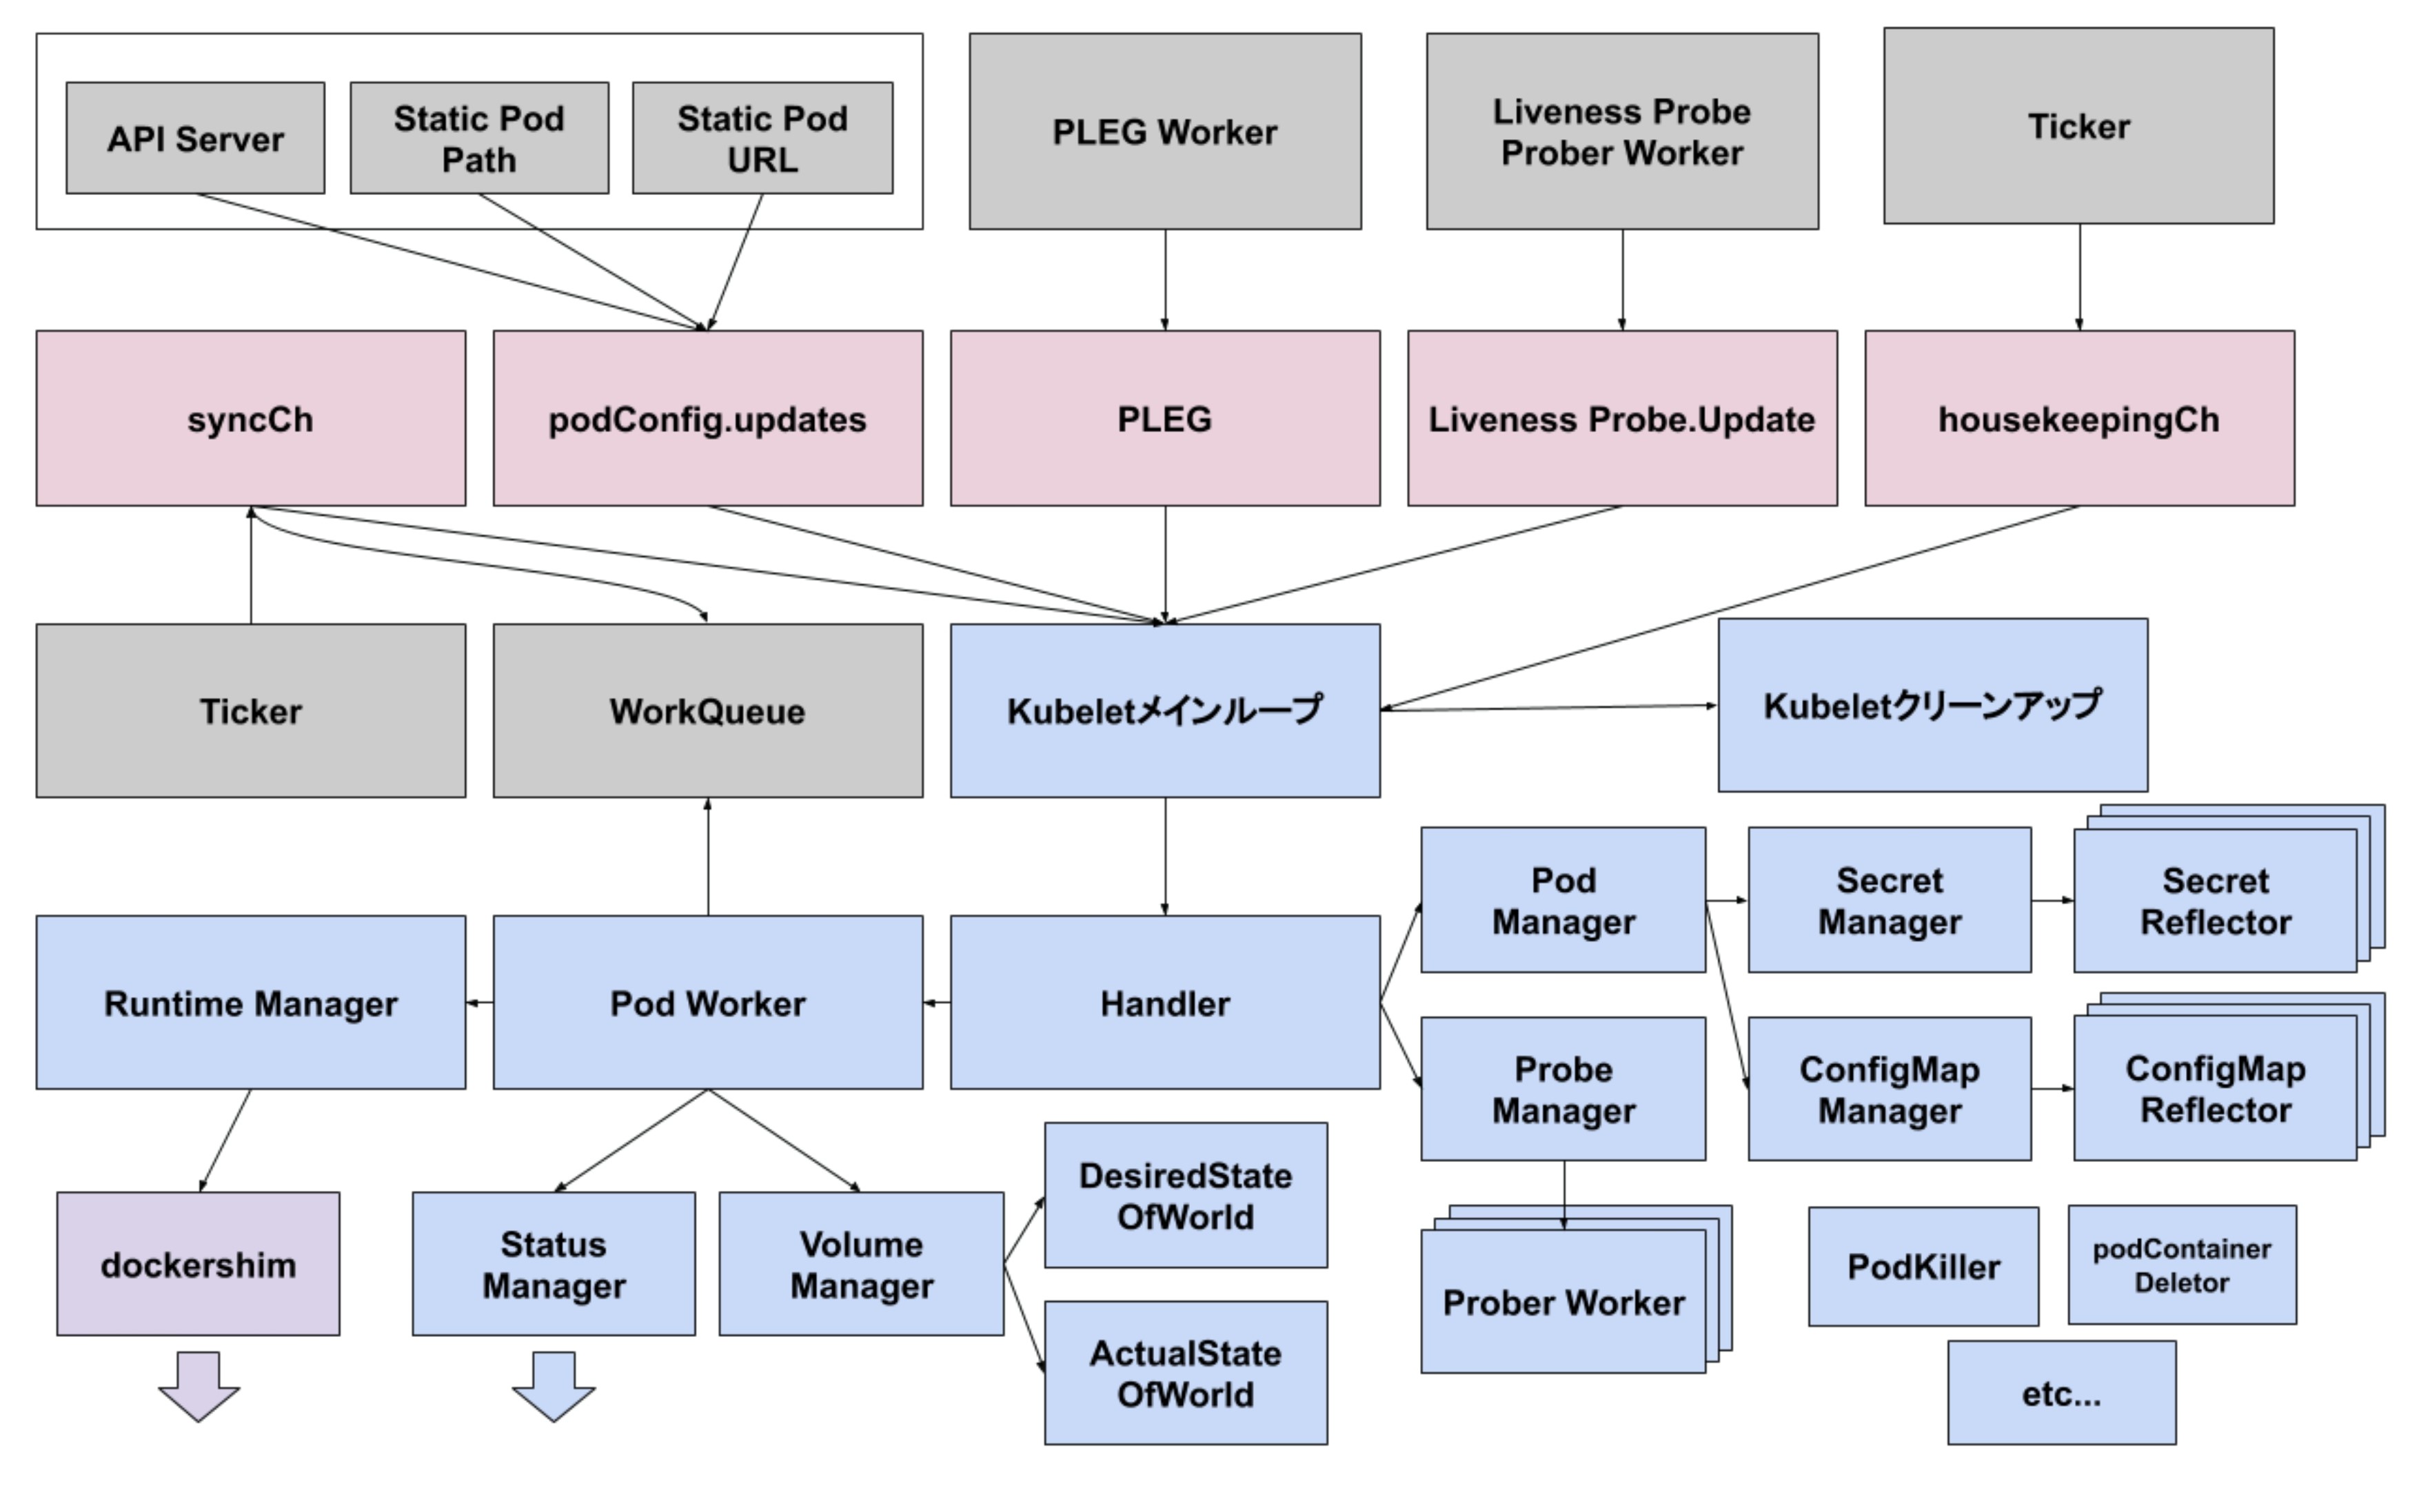 API Server
Static Pod
Path
Static Pod
URL
PLEG Worker
Liveness Probe
Prober Worker
Ticker
syncCh
podConfig.updates
PLEG
Liveness Probe.Update
housekeepingCh
Ticker
WorkQueue
Kubeletメインループ
Kubeletクリーンアップ
Runtime Manager
Pod Worker
Handler
Pod
Manager
Secret
Manager
Secret
Reflector
Probe
Manager
ConfigMap
Manager
ConfigMap
Reflector
dockershim
Status
Manager
Volume
Manager
DesiredState
OfWorld
ActualState
OfWorld
Prober Worker
PodKiller
podContainer
Deletor
etc...